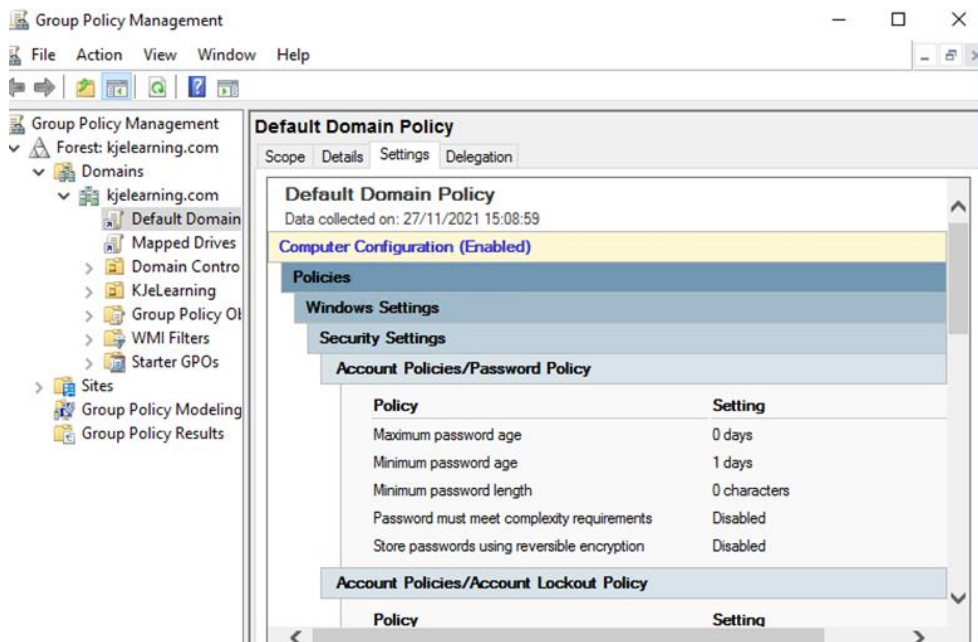 Group Policy Management
File Action View Window Help
Group Policy Management
Forest: kjelearning.com
Domains
kjelearning.com
Default Domain
Mapped Drives
Domain Contro
KJeLearning
Group Policy Ob
WMI Filters
Starter GPOs
Sites
Group Policy Modeling
Group Policy Results
Default Domain Policy
Scope Details Settings Delegation
Default Domain Policy
Data collected on: 27/11/2021 15:08:59
Computer Configuration (Enabled)
Policies
Windows Settings
Security Settings
Account Policies/Password Policy
Policy Setting
Maximum password age 0 days
Minimum password age 1 days
Minimum password length 0 characters
Password must meet complexity requirements Disabled
Store passwords using reversible encryption Disabled
Account Policies/Account Lockout Policy
Policy Setting